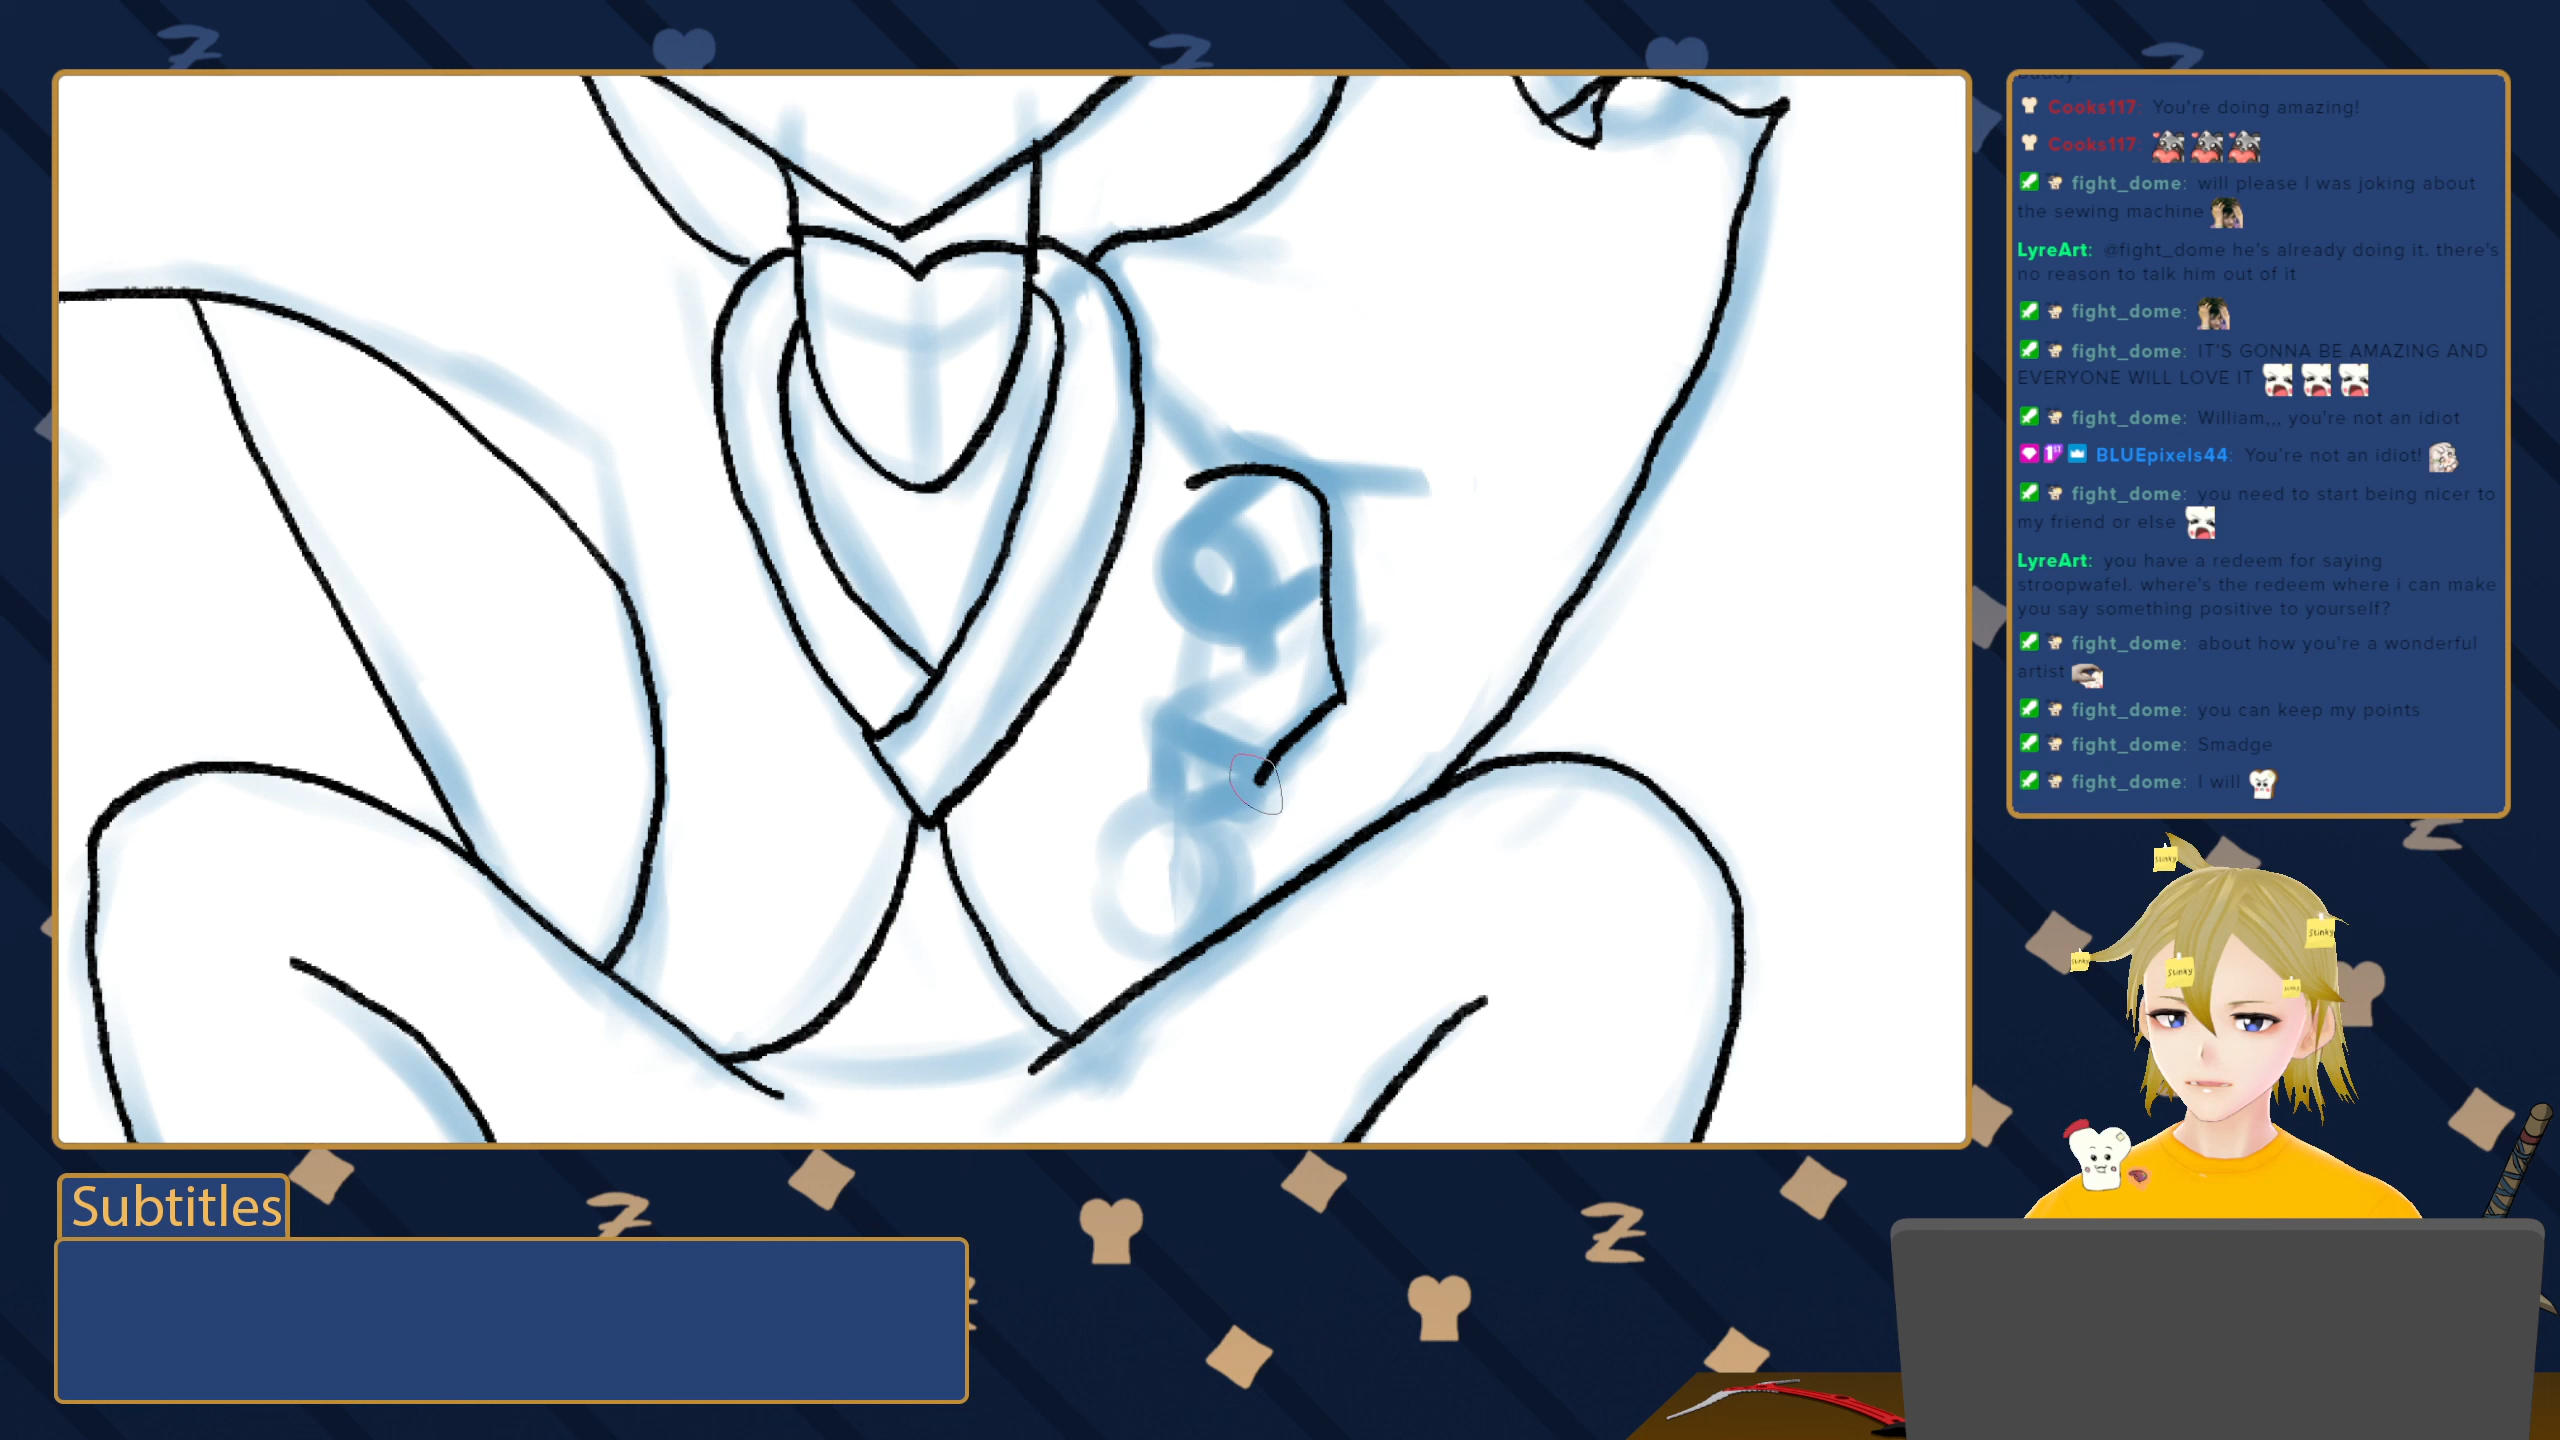 Cooks117: You're doing amazing!
Cooks117:
fight_dome: will please I was joking about
the sewing machine
LyreArt: @fight_dome he's already doing it. there's
no reason to talk him out of it
fight_dome:
fight_dome: IT'S GONNA BE AMAZING AND
EVERYONE WILL LOVE IT
fight_dome: William,,, you're not an idiot
BLUEpixels44: You're not an idiot!
fight_dome: you need to start being nicer to
my friend or else
LyreArt: you have a redeem for saying
stroopwafel. where's the redeem where i can make
you say something positive to yourself?
fight_dome: about how you're a wonderful
artist
fight_dome: you can keep my points
fight_dome: Smadge
fight_dome: I will
Stinky
Stinky
Stinky
Stinky
Stinky
Subtitles